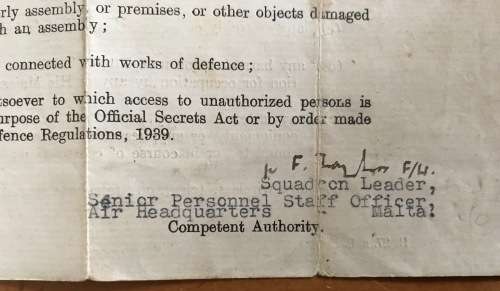 rly assembly, or premises, or other objects damaged
h an assembly;
connected with works of defence;
soever to which access to unauthorized persons is
urpose of the Official Secrets Act or by order made
fence Regulations, 1939.
F. F/Lt.
Squadron Leader,
Senior Personnel Staff Officer,
Air Headquarters Malta.
Competent Authority.